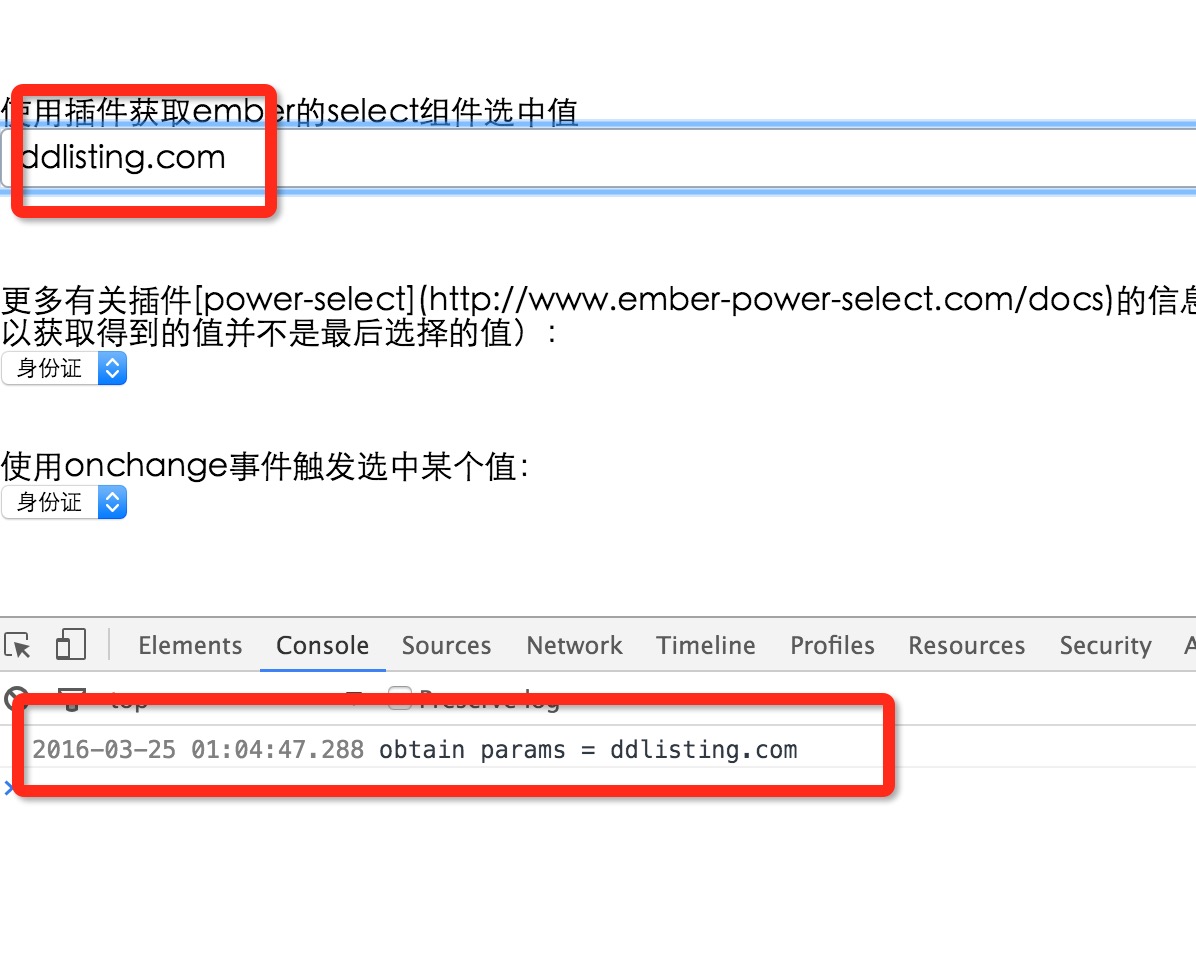 使用插件获取ember的select组件选中值
ddlisting.com
更多有关插件[power-select](http://www.ember-power-select.com/docs)的信息
以获取得到的值并不是最后选择的值）：
身份证
使用onchange事件触发选中某个值：
身份证
Elements Console Sources Network Timeline Profiles Resources Security A
top Preserve log
2016-03-25 01:04:47.288 obtain params = ddlisting.com